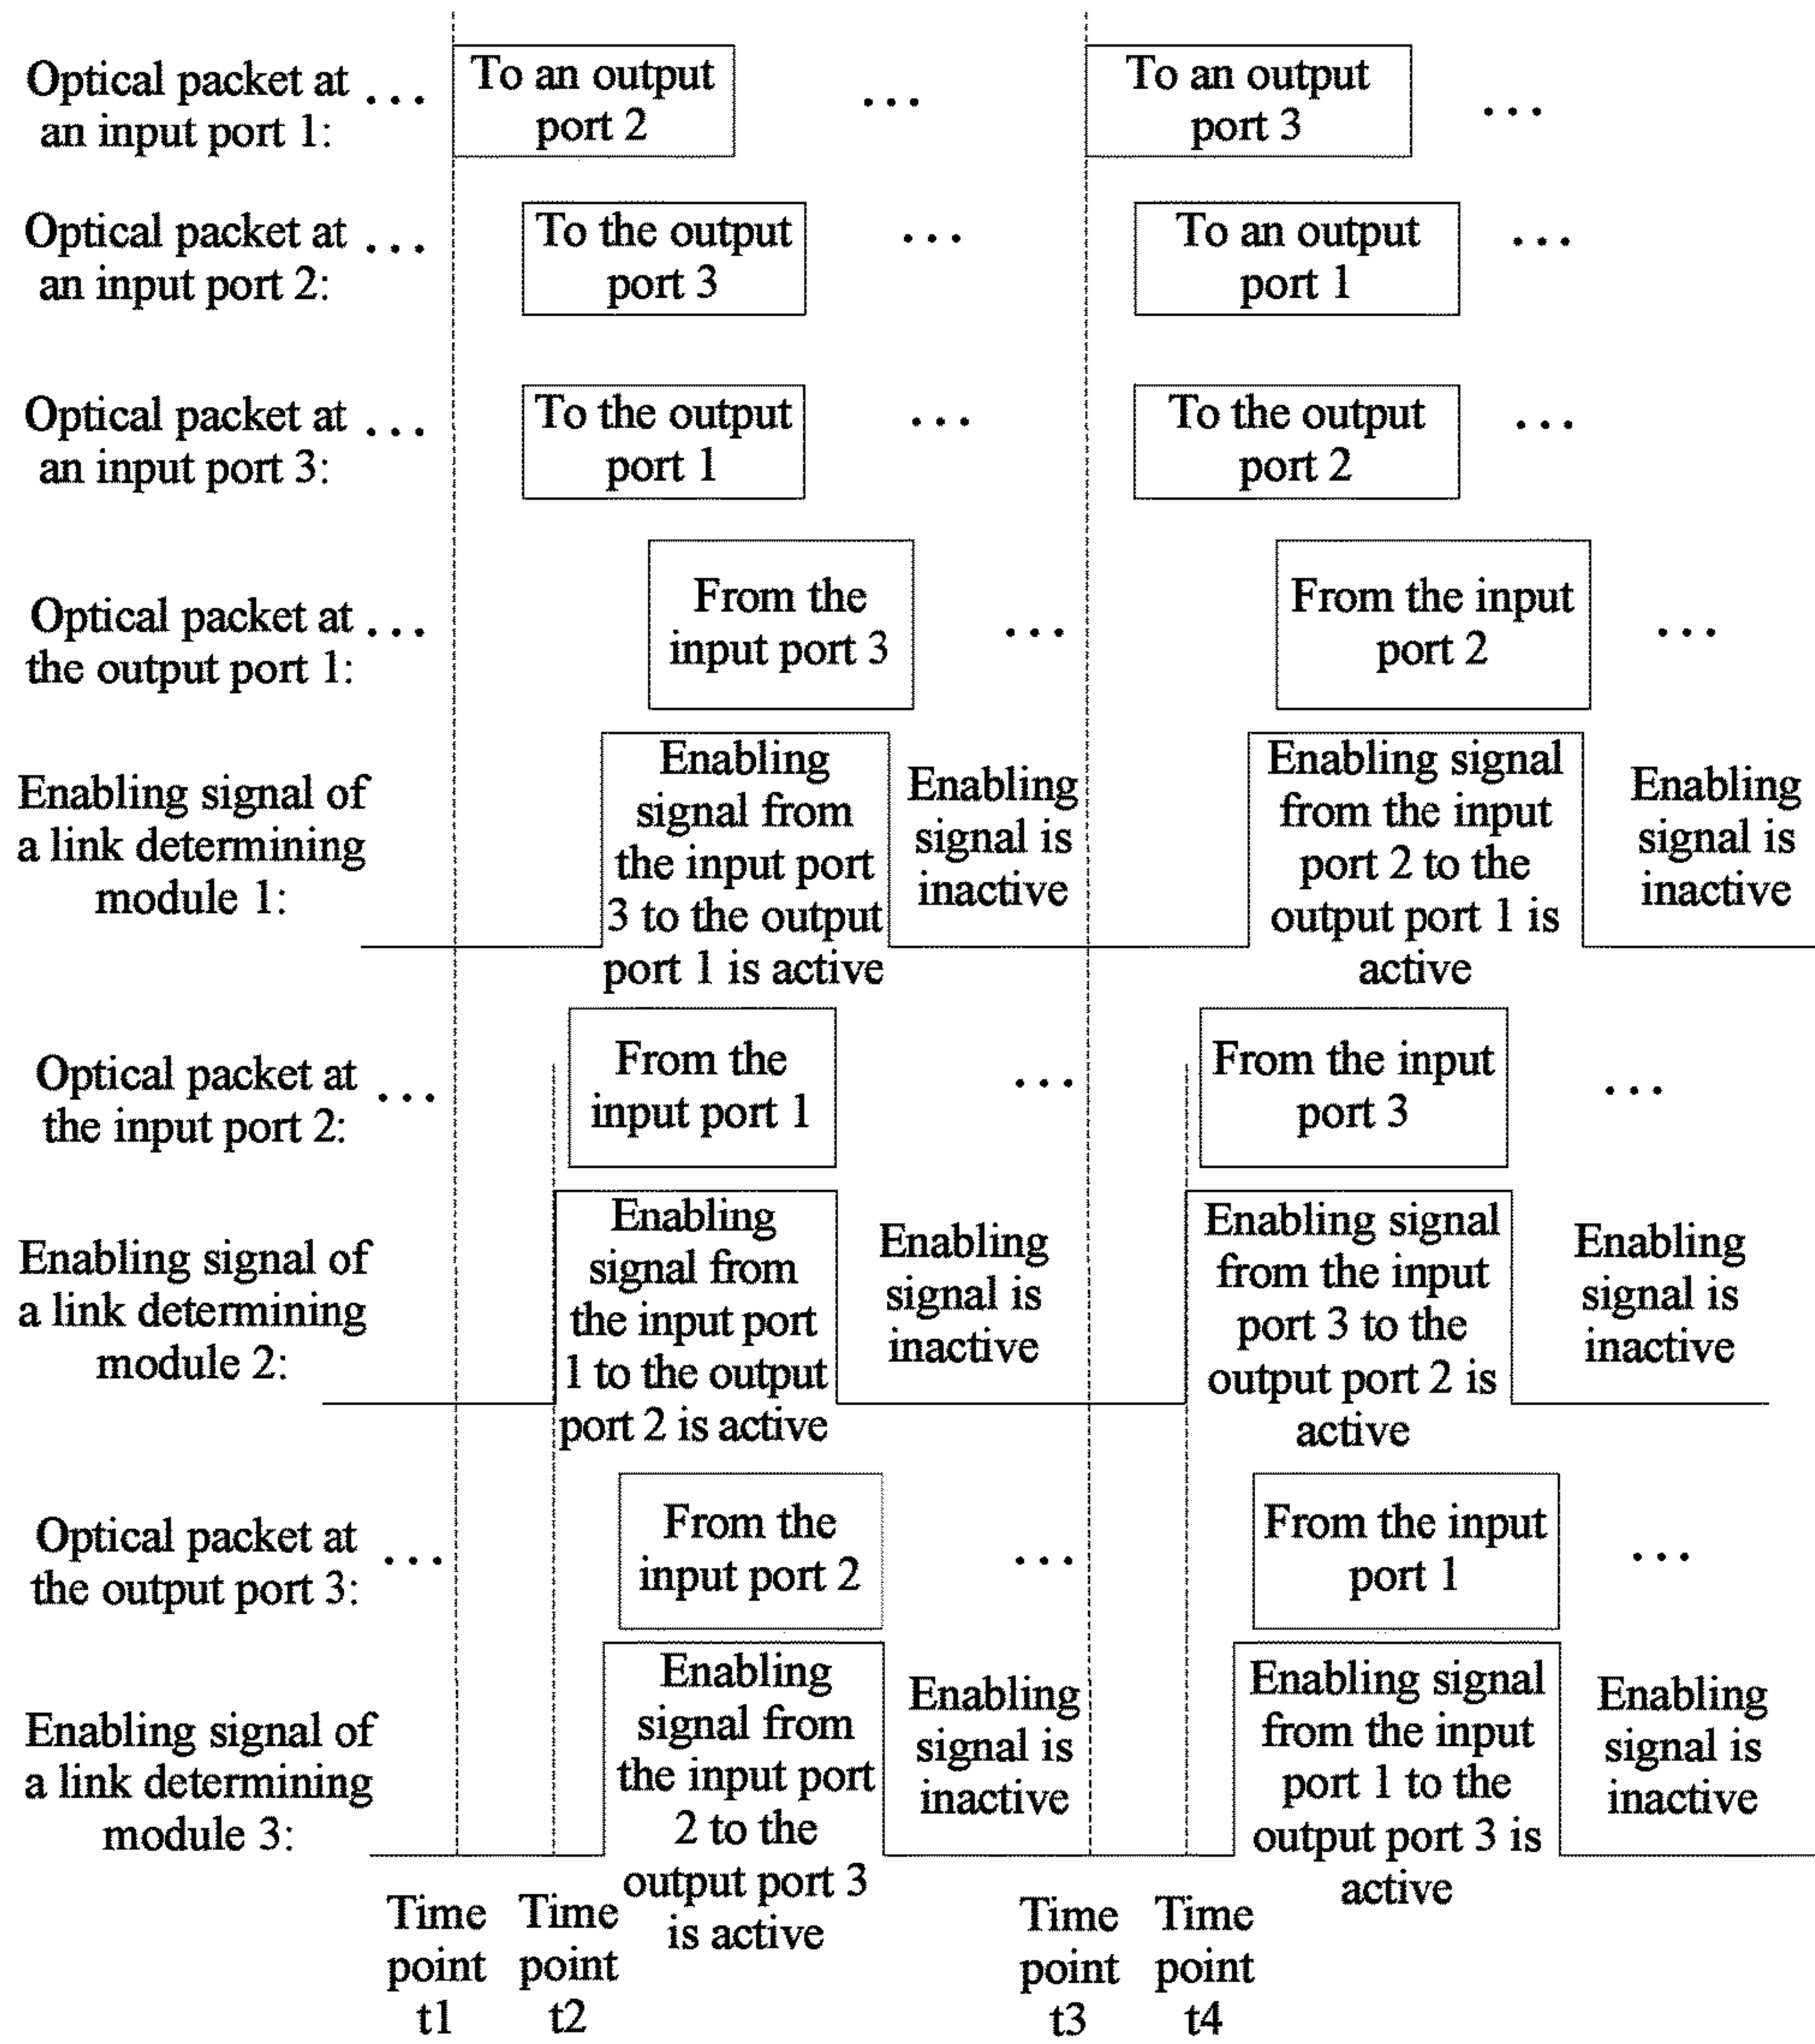 Optical packet at
an input port 1:
...
To an output
port 2
...
To an output
port 3
...
Optical packet at
an input port 2:
...
To the output
port 3
...
To an output
port 1
...
Optical packet at
an input port 3:
...
To the output
port 1
...
To the output
port 2
...
Optical packet at
the output port 1:
...
From the
input port 3
...
From the input
port 2
...
Enabling signal of
a link determining
module 1:
Enabling
signal from
the input port
3 to the output
port 1 is active
Enabling
signal is
inactive
Enabling signal
from the input
port 2 to the
output port 1 is
active
Enabling
signal is
inactive
Optical packet at
the input port 2:
...
From the
input port 1
...
From the input
port 3
...
Enabling signal of
a link determining
module 2:
Enabling
signal from
the input port
1 to the output
port 2 is active
Enabling
signal is
inactive
Enabling signal
from the input
port 3 to the
output port 2 is
active
Enabling
signal is
inactive
Optical packet at
the output port 3:
...
From the
input port 2
...
From the input
port 1
...
Enabling signal of
a link determining
module 3:
Enabling
signal from
the input port
2 to the
output port 3
is active
Enabling
signal is
inactive
Enabling signal
from the input
port 1 to the
output port 3 is
active
Enabling
signal is
inactive
Time
point
t1
Time
point
t2
Time
point
t3
Time
point
t4